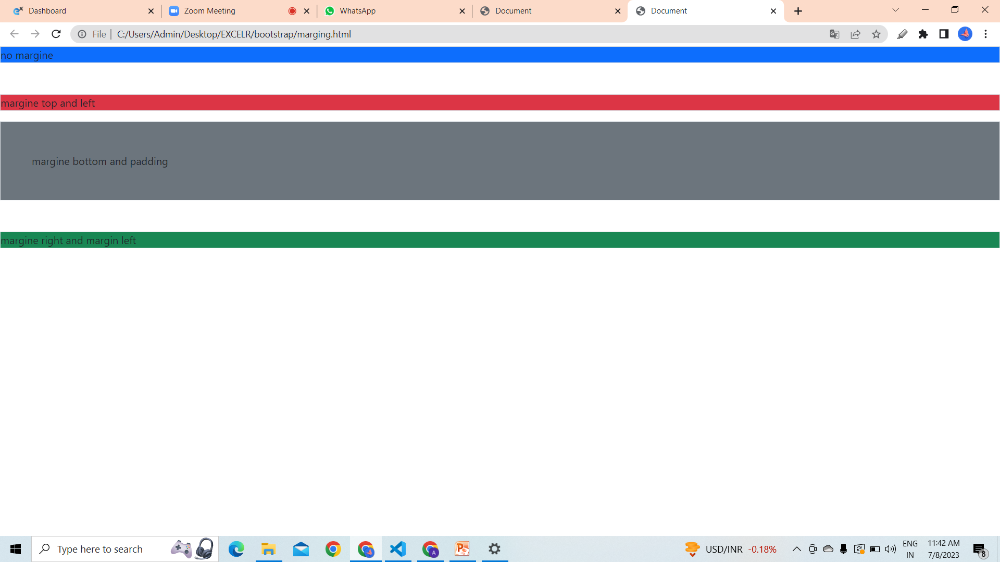 Dashboard
Zoom Meeting
WhatsApp
Document
Document
File
C:/Users/Admin/Desktop/EXCELR/bootstrap/marging.html
no margine
margine top and left
margine bottom and padding
margine right and margin left
Type here to search
A
USD/INR -0.18%
ENG
IN
11:42 AM
7/8/2023
8